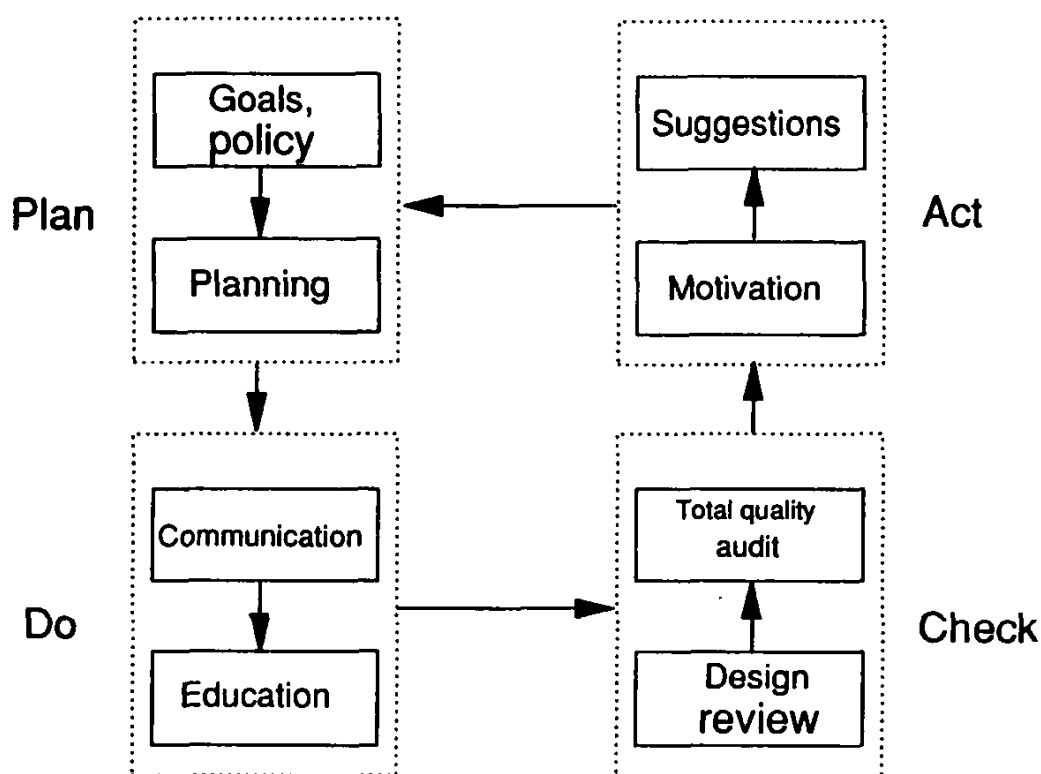 Goals,
policy
Plan
Planning
Suggestions
Act
Motivation
Communication
Do
Education
Total quality
audit
Check
Design
review